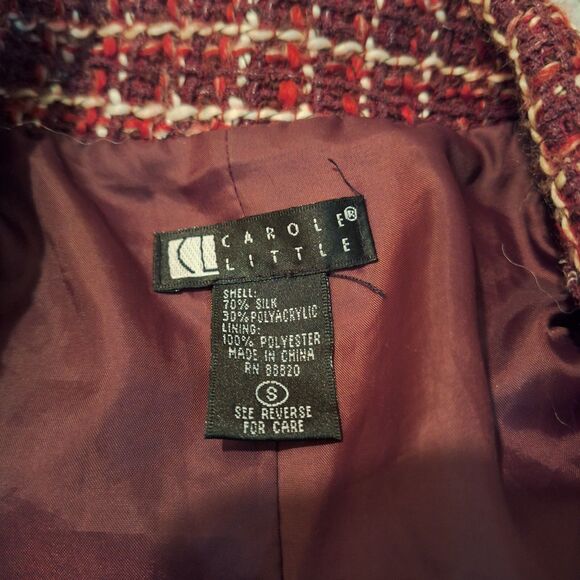 CL CAROLE®
LITTLE
SHELL:
70% SILK
30% POLYACRYLIC
LINING:
100% POLYESTER
MADE IN CHINA
RN 88820
S
SEE REVERSE
FOR CARE